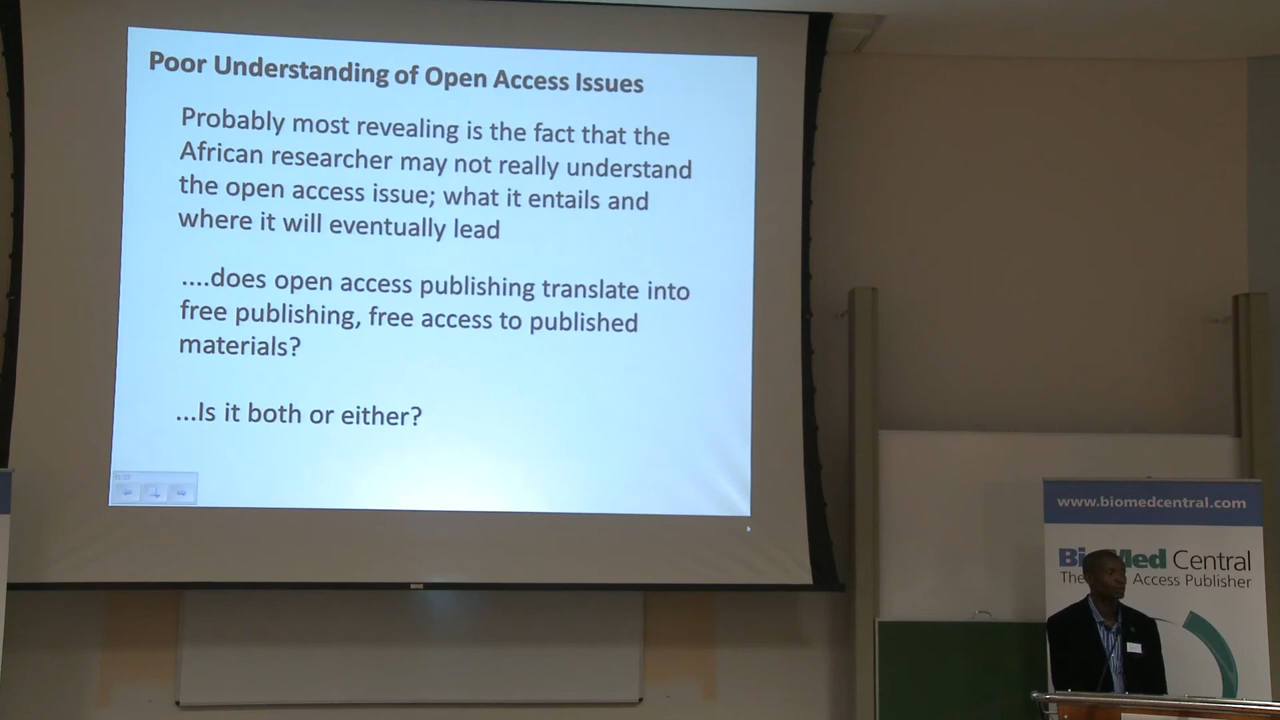 Poor Understanding of Open Access Issues
Probably most revealing is the fact that the
African researcher may not really understand
the open access issue; what it entails and
where it will eventually lead
....does open access publishing translate into
free publishing, free access to published
materials?
...Is it both or either?
www.biomedcentral.com
Med Central
The Access Publisher